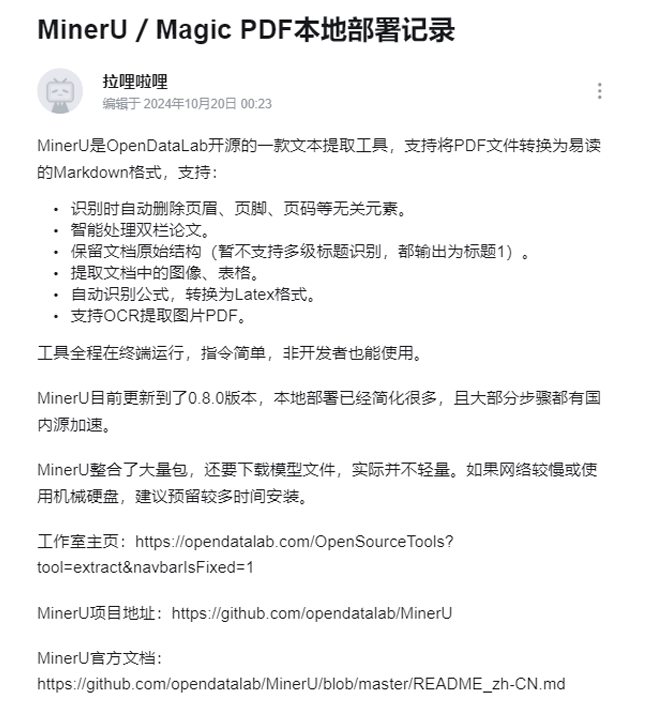 MinerU / Magic PDF本地部署记录
拉哩啦哩
编辑于 2024年10月20日 00:23
MinerU是OpenDataLab开源的一款文本提取工具，支持将PDF文件转换为易读
的Markdown格式，支持：
• 识别时自动删除页眉、页脚、页码等无关元素。
• 智能处理双栏论文。
• 保留文档原始结构（暂不支持多级标题识别，都输出为标题1）。
• 提取文档中的图像、表格。
• 自动识别公式，转换为Latex格式。
• 支持OCR提取图片PDF。
工具全程在终端运行，指令简单，非开发者也能使用。
MinerU目前更新到了0.8.0版本，本地部署已经简化很多，且大部分步骤都有国
内源加速。
MinerU整合了大量包，还要下载模型文件，实际并不轻量。如果网络较慢或使
用机械硬盘，建议预留较多时间安装。
工作室主页：https://opendatalab.com/OpenSourceTools?
tool=extract&navbarIsFixed=1
MinerU项目地址：https://github.com/opendatalab/MinerU
MinerU官方文档：
https://github.com/opendatalab/MinerU/blob/master/README_zh-CN.md